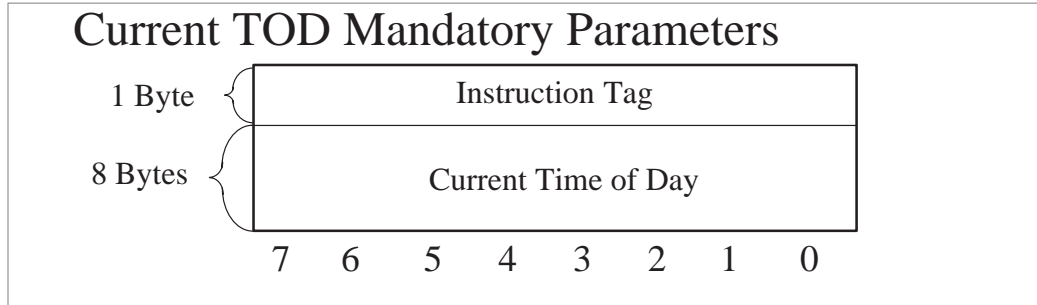 Current TOD Mandatory Parameters
1 Byte Instruction Tag
8 Bytes Current Time of Day
7 6 5 4 3 2 1 0